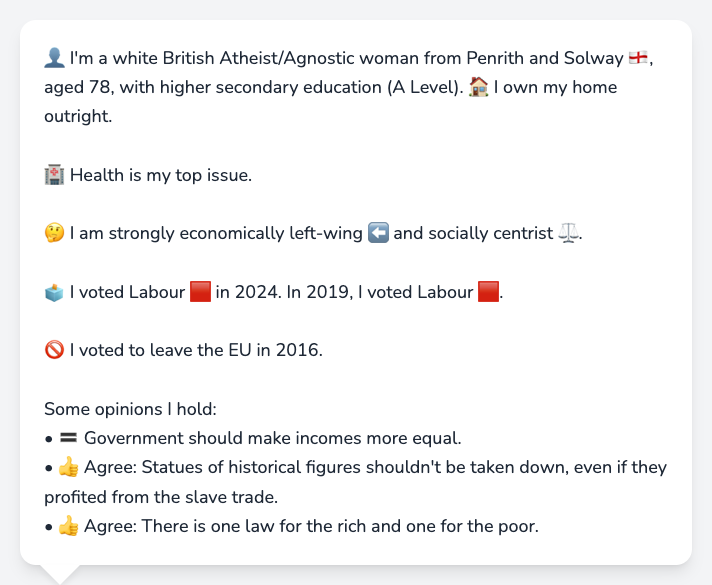 👤 I'm a white British Atheist/Agnostic woman from Penrith and Solway 🏴󠁧󠁢󠁥󠁮󠁧󠁿,
aged 78, with higher secondary education (A Level). 🏠 I own my home
outright.
🏥 Health is my top issue.
🤔 I am strongly economically left-wing ⬅️ and socially centrist ⚖️.
🗳️ I voted Labour 🟥 in 2024. In 2019, I voted Labour 🟥.
🚫 I voted to leave the EU in 2016.
Some opinions I hold:
• 🟰 Government should make incomes more equal.
• 👍 Agree: Statues of historical figures shouldn't be taken down, even if they
profited from the slave trade.
• 👍 Agree: There is one law for the rich and one for the poor.